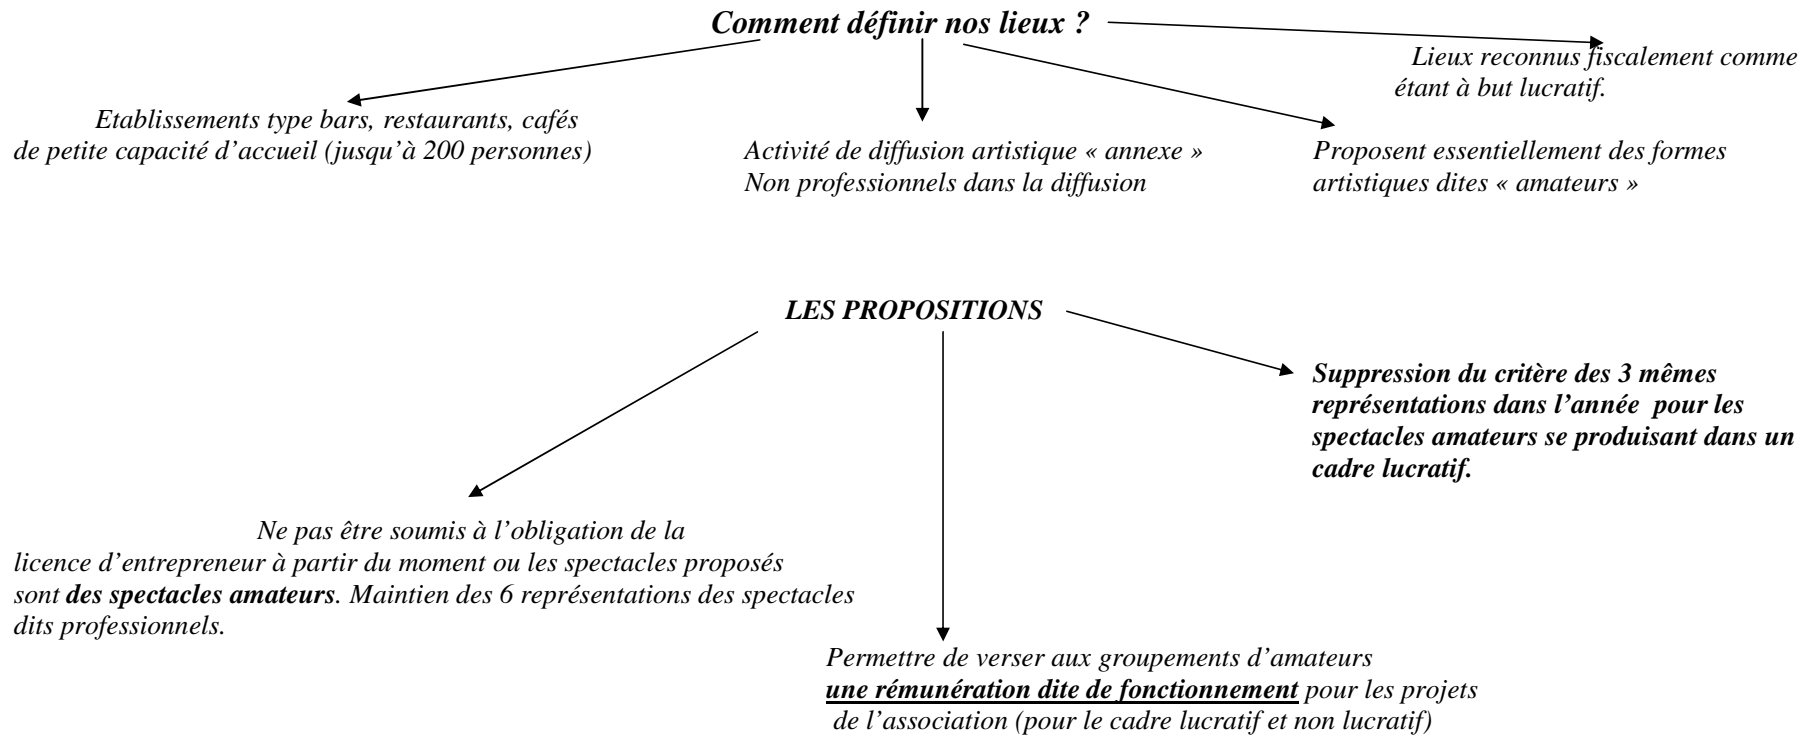 Comment définir nos lieux ?
Lieux reconnus fiscalement comme
étant à but lucratif.
Etablissements type bars, restaurants, cafés
de petite capacité d’accueil (jusqu’à 200 personnes)
Activité de diffusion artistique « annexe »
Non professionnels dans la diffusion
Proposent essentiellement des formes
artistiques dites « amateurs »
LES PROPOSITIONS
Suppression du critère des 3 mêmes
représentations dans l’année  pour les
spectacles amateurs se produisant dans un
cadre lucratif.
Ne pas être soumis à l’obligation de la
licence d’entrepreneur à partir du moment ou les spectacles proposés
sont des spectacles amateurs. Maintien des 6 représentations des spectacles
dits professionnels.
Permettre de verser aux groupements d’amateurs
une rémunération dite de fonctionnement pour les projets
de l’association (pour le cadre lucratif et non lucratif)